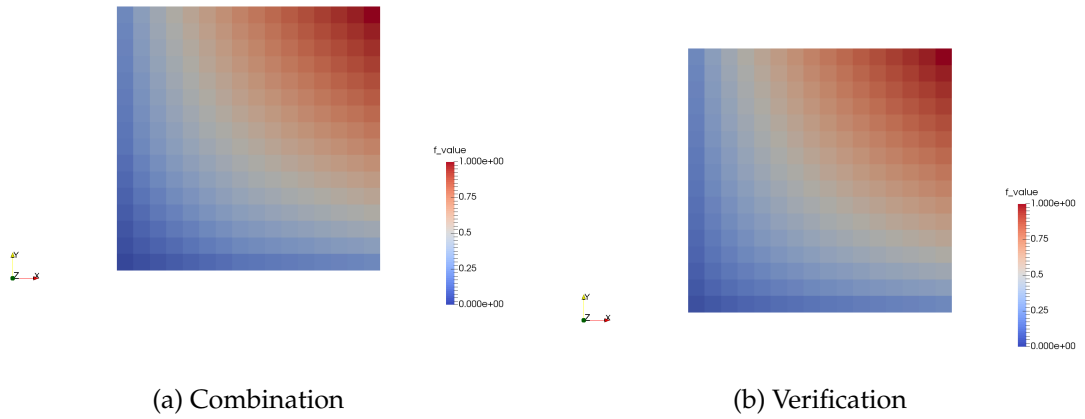 f_value
1.000e+00
0.75
0.5
0.25
0.000e+00
Y
Z X
(a) Combination
f_value
1.000e+00
0.75
0.5
0.25
0.000e+00
Y
Z X
(b) Verification